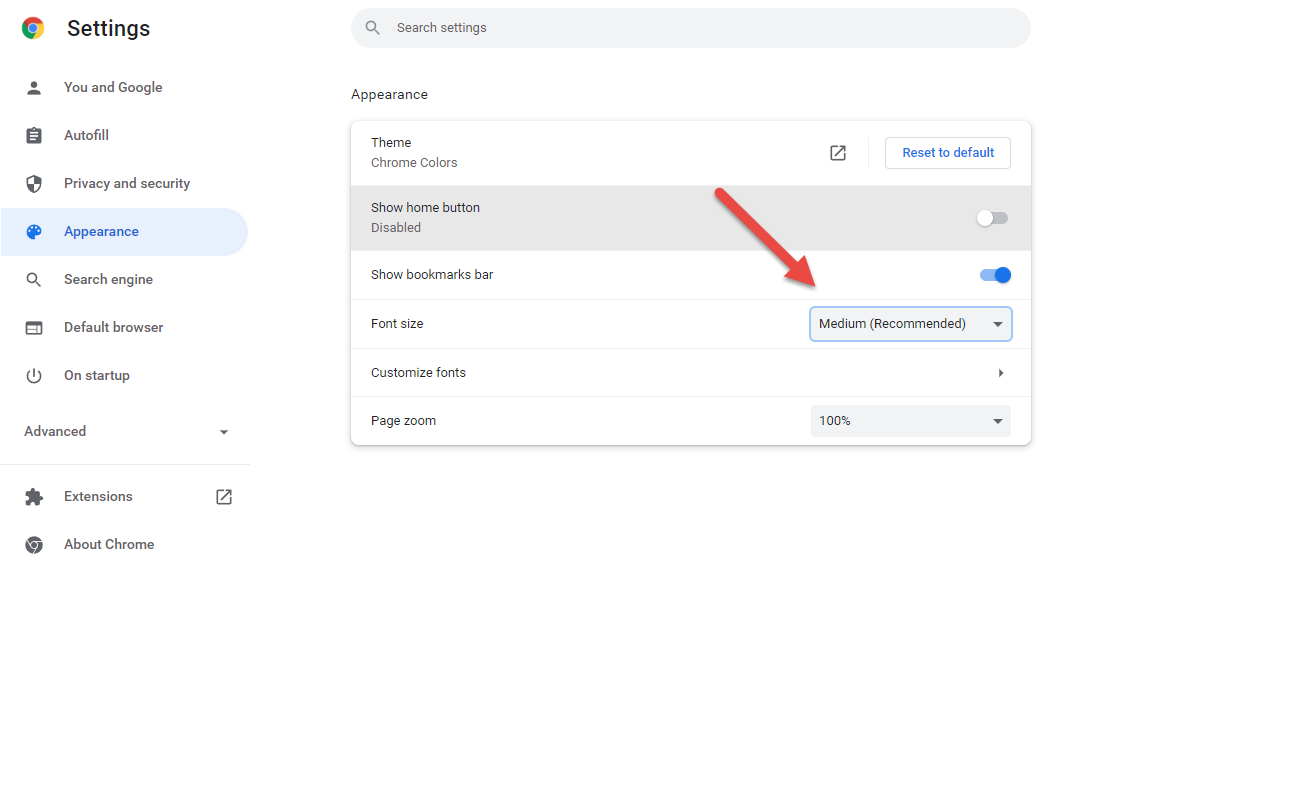 Settings
Search settings
You and Google
Autofill
Privacy and security
Appearance
Search engine
Default browser
On startup
Advanced
Extensions
About Chrome
Appearance
Theme
Chrome Colors
Reset to default
Show home button
Disabled
Show bookmarks bar
Font size
Medium (Recommended)
Customize fonts
Page zoom
100%